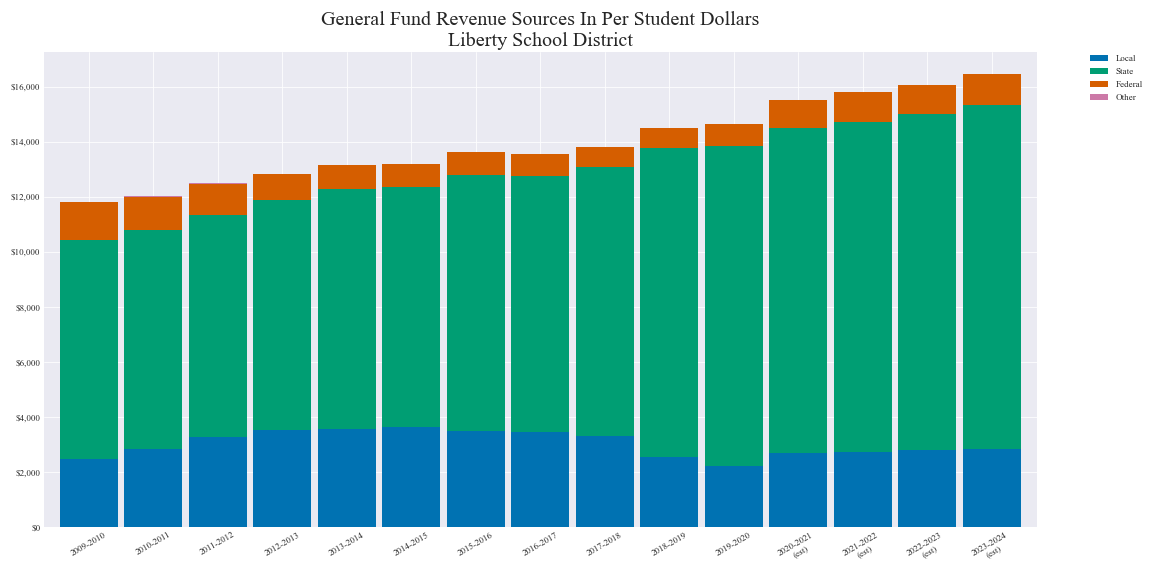 General Fund Revenue Sources In Per Student Dollars
Liberty School District
Local
State
Federal
Other
$16,000
$14,000
$12,000
$10,000
$8,000
$6,000
$4,000
$2,000
$0
2009-2010
2010-2011
2011-2012
2012-2013
2013-2014
2014-2015
2015-2016
2016-2017
2017-2018
2018-2019
2019-2020
2020-2021
(est)
2021-2022
(est)
2022-2023
(est)
2023-2024
(est)